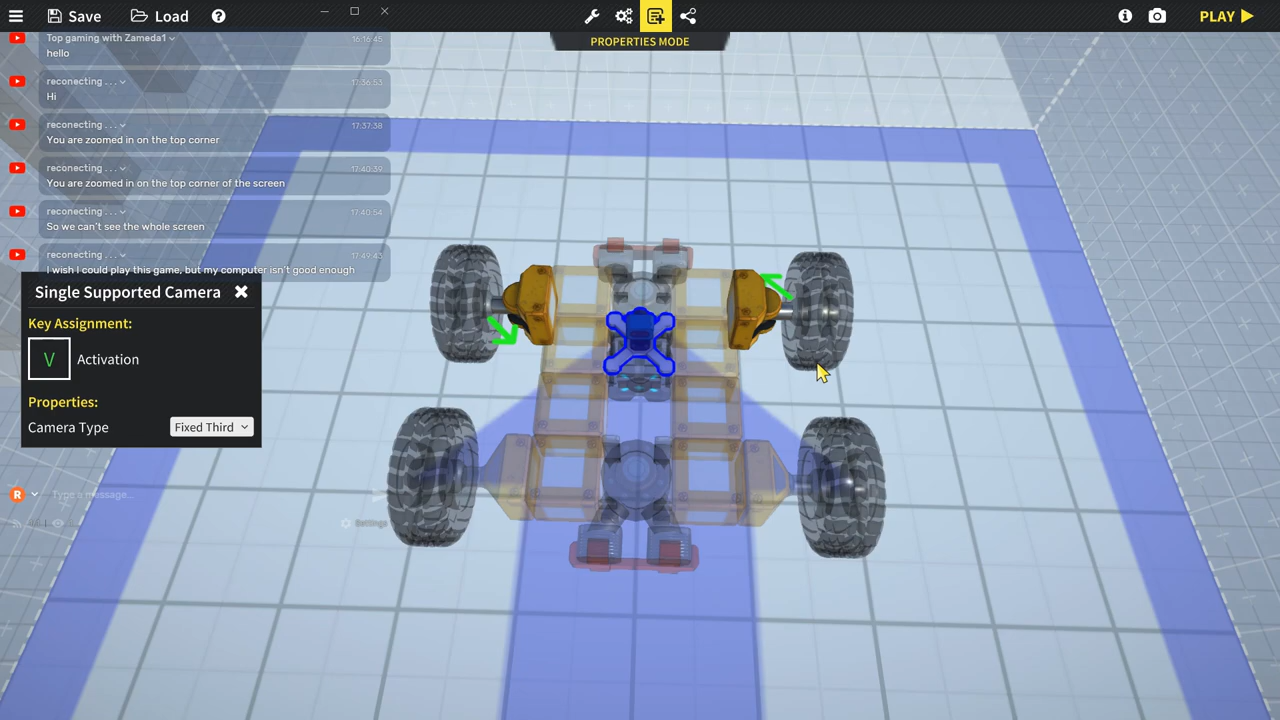 Save
Load
PLAY
PROPERTIES MODE
Top gaming with Zameda1
16:16:45
hello
reconecting . . .
17:36:53
Hi
reconecting . . .
17:37:38
You are zoomed in on the top corner
reconecting . . .
17:40:39
You are zoomed in on the top corner of the screen
reconecting . . .
17:40:54
So we can't see the whole screen
reconecting . . .
17:49:43
I wish I could play this game, but my computer isn't good enough
Single Supported Camera
Key Assignment:
V
Activation
Properties:
Camera Type
Fixed Third
R
Type a message...
Settings